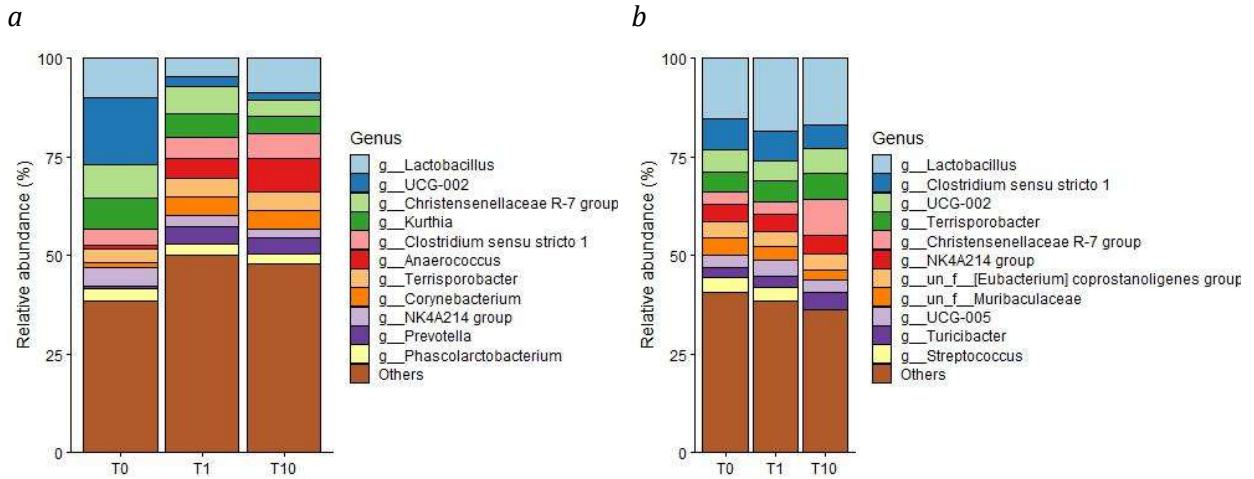 a
100
75
50
25
0
Relative abundance (%)
T0 T1 T10
Genus
g__Lactobacillus
g__UCG-002
g__Christensenellaceae R-7 group
g__Kurthia
g__Clostridium sensu stricto 1
g__Anaerococcus
g__Terrisporobacter
g__Corynebacterium
g__NK4A214 group
g__Prevotella
g__Phascolarctobacterium
Others
b
100
75
50
25
0
Relative abundance (%)
T0 T1 T10
Genus
g__Lactobacillus
g__Clostridium sensu stricto 1
g__UCG-002
g__Terrisporobacter
g__Christensenellaceae R-7 group
g__NK4A214 group
g__un_f__[Eubacterium] coprostanoligenes group
g__un_f__Muribaculaceae
g__UCG-005
g__Turicibacter
g__Streptococcus
Others